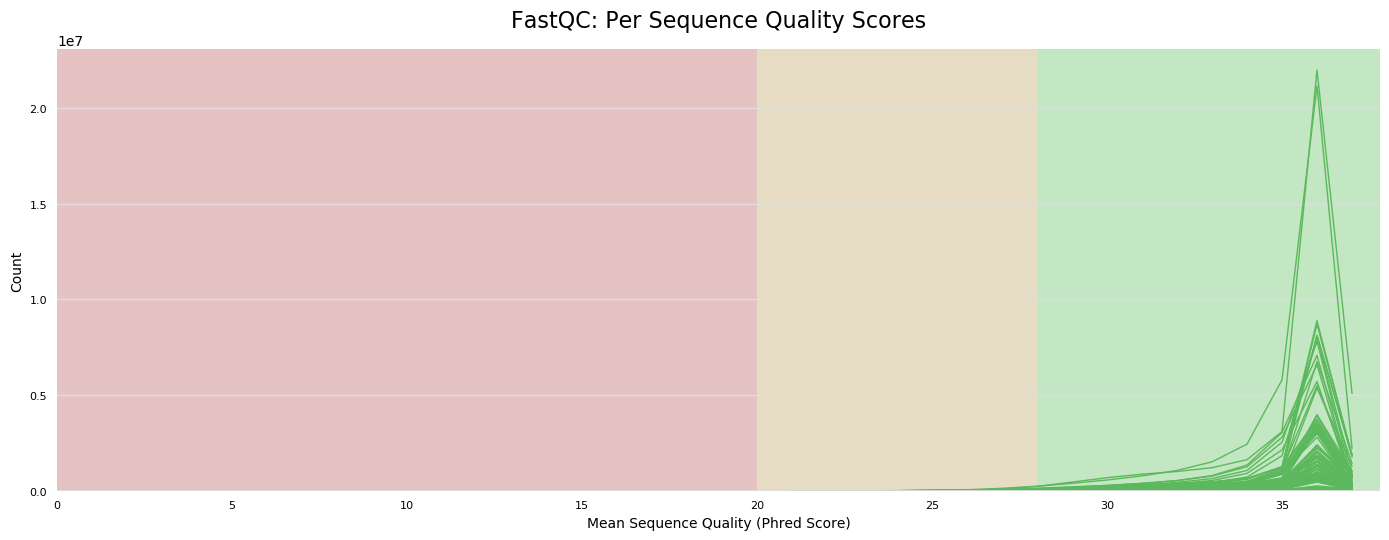 FastQC: Per Sequence Quality Scores
1e7
2.0
1.5
1.0
0.5
0.0
Count
0 5 10 15 20 25 30 35
Mean Sequence Quality (Phred Score)